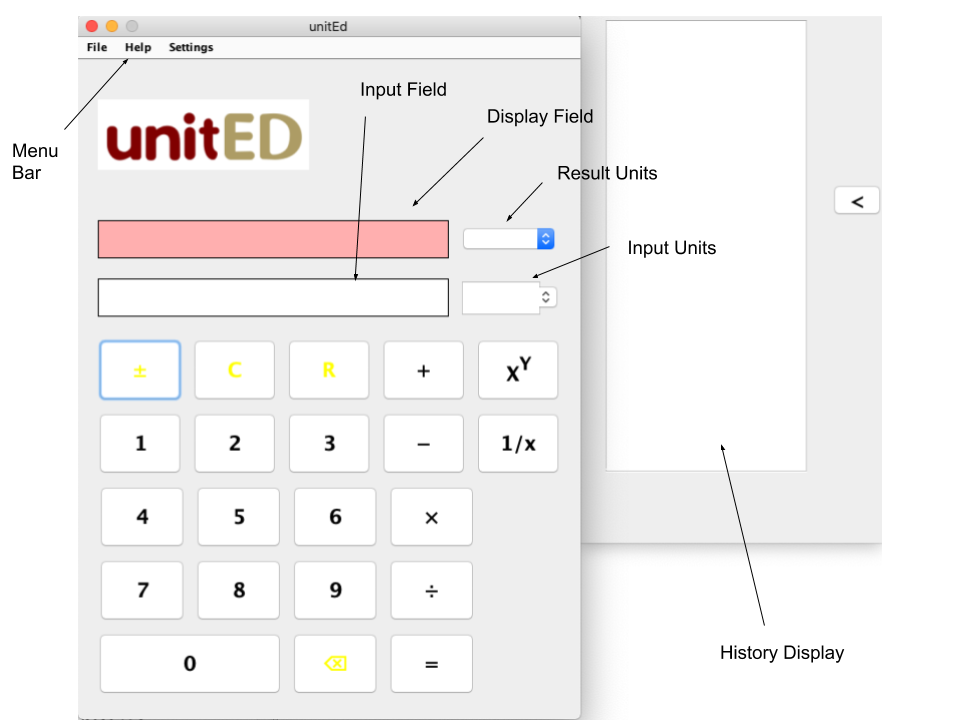 unitEd
File Help Settings
Input Field
Display Field
unitED
Menu
Bar
Result Units
<
Input Units
± C R + X^Y
1 2 3 − 1/x
4 5 6 ×
7 8 9 ÷
0 ⌫ =
History Display